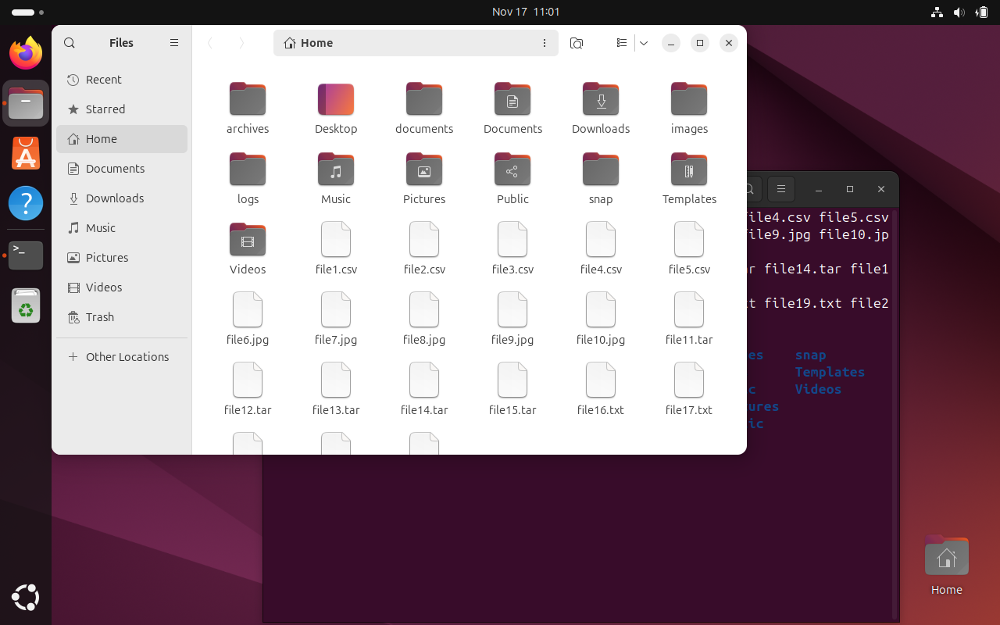 Nov 17 11:01
Files
Home
Recent
Starred
Home
Documents
Downloads
Music
Pictures
Videos
Trash
Other Locations
archives
Desktop
documents
Documents
Downloads
images
logs
Music
Pictures
Public
snap
Templates
Videos
file1.csv
file2.csv
file3.csv
file4.csv
file5.csv
file6.jpg
file7.jpg
file8.jpg
file9.jpg
file10.jpg
file11.tar
file12.tar
file13.tar
file14.tar
file15.tar
file16.txt
file17.txt
file4.csv file5.csv
file9.jpg file10.jp
ar file14.tar file1
xt file19.txt file2
es snap
Templates
c Videos
ures
ic
>_
Home